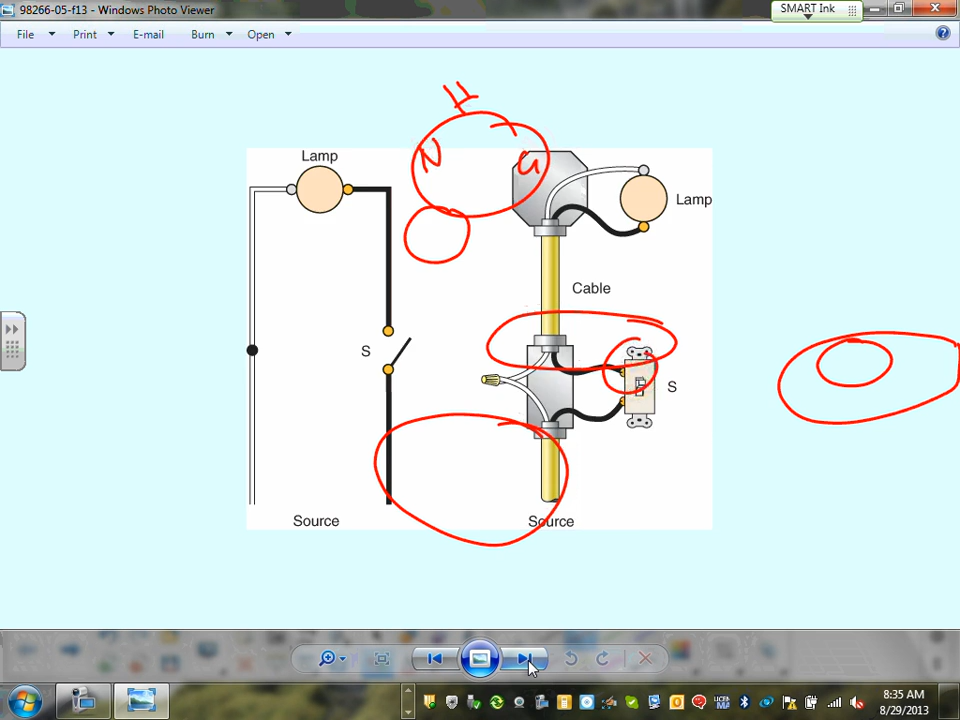 98266-05-f13 - Windows Photo Viewer
SMART Ink
File Print E-mail Burn Open
H
N G
Lamp
Lamp
Cable
S
S
Source
Source
8:35 AM
8/29/2013